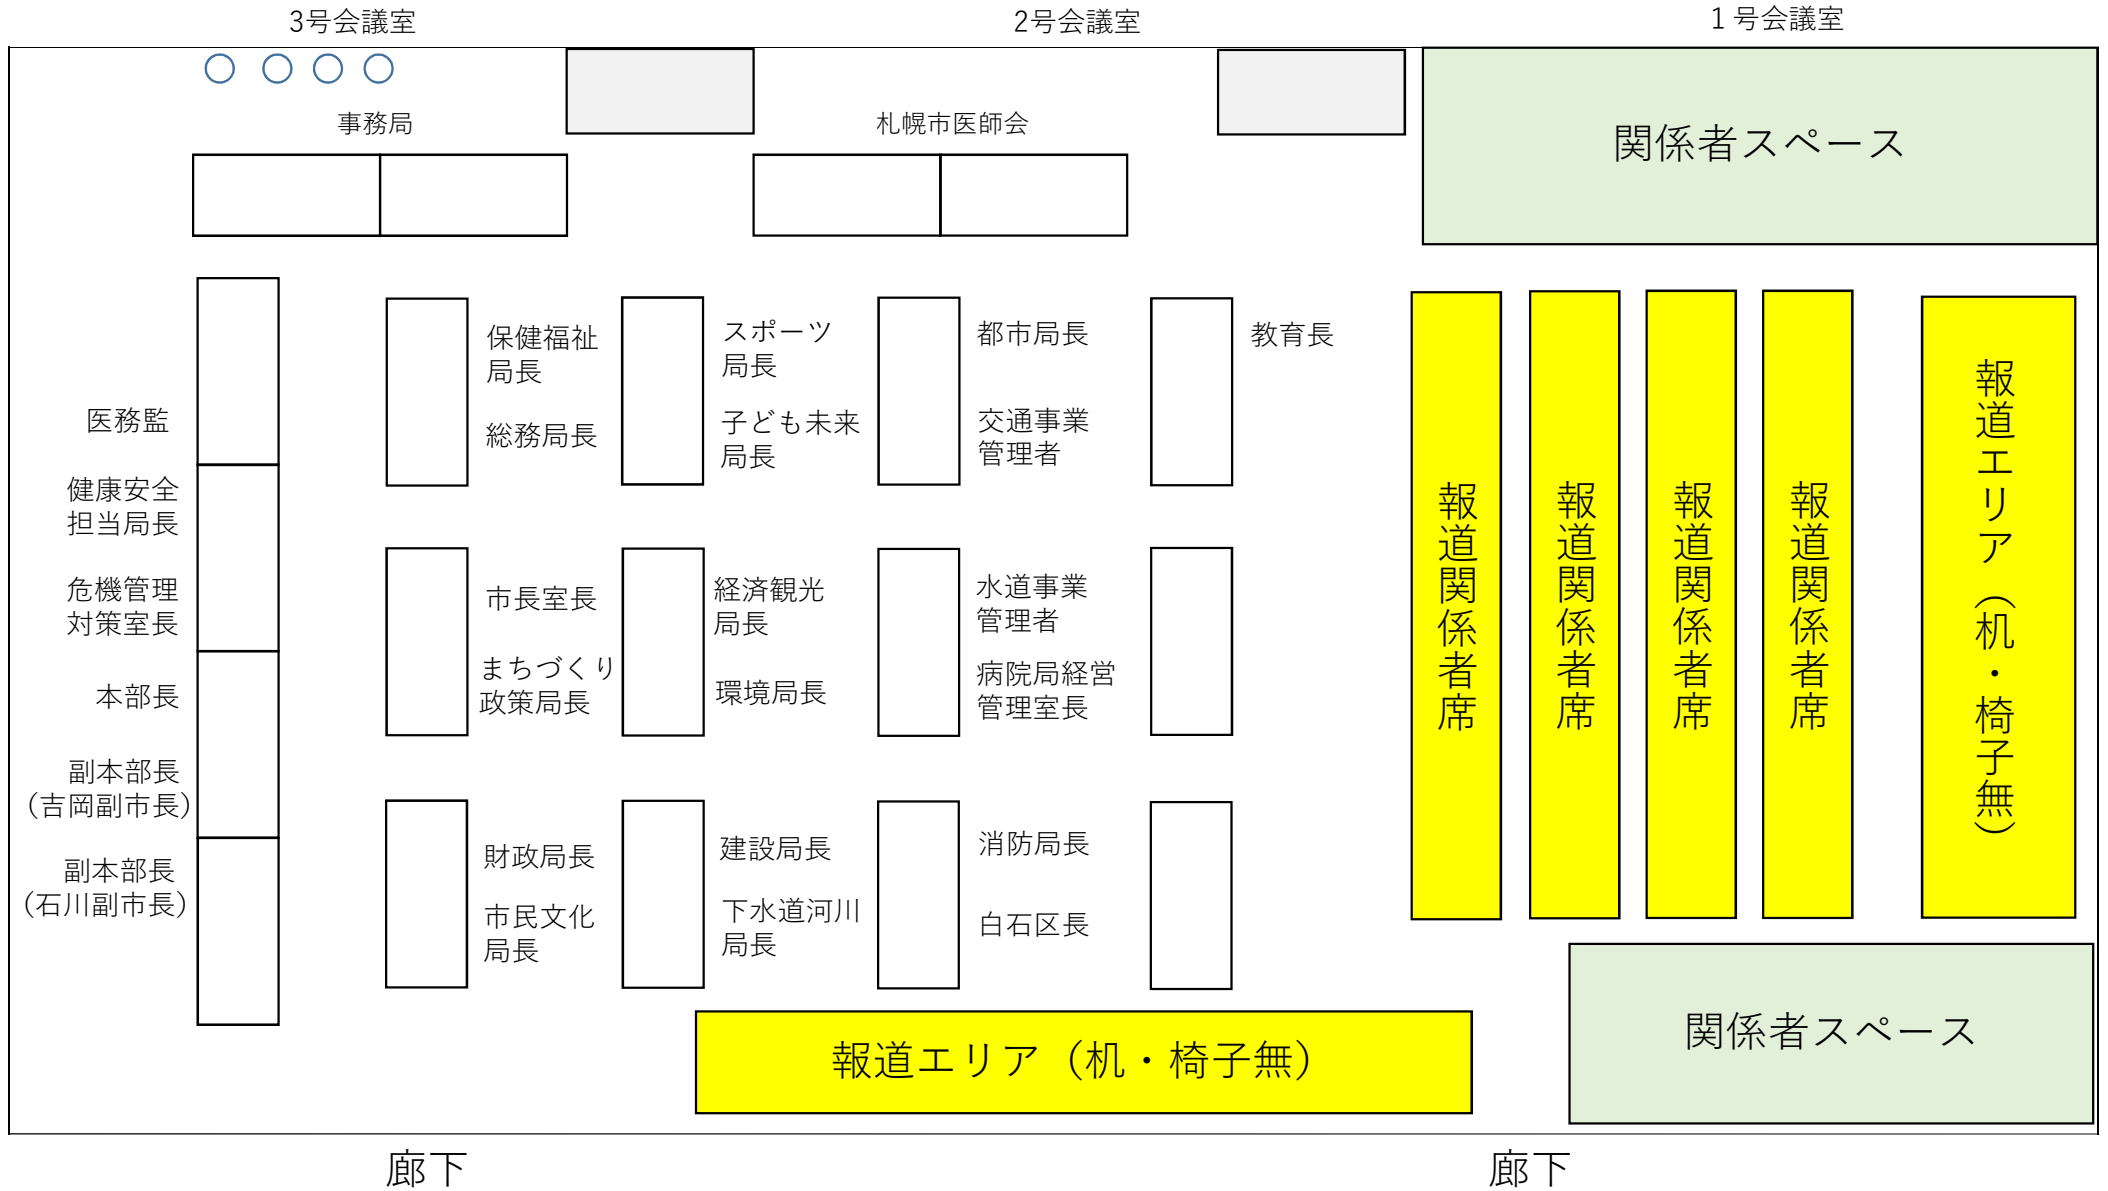 3号会議室
2号会議室
１号会議室
事務局
札幌市医師会
関係者スペース
医務監
健康安全
担当局長
危機管理
対策室長
本部長
副本部長
（吉岡副市長）
副本部長
（石川副市長）
保健福祉
局長
総務局長
市長室長
まちづくり
政策局長
財政局長
市民文化
局長
スポーツ
局長
子ども未来
局長
経済観光
局長
環境局長
建設局長
下水道河川
局長
都市局長
交通事業
管理者
水道事業
管理者
病院局経営
管理室長
消防局長
白石区長
教育長
報道関係者席
報道関係者席
報道関係者席
報道関係者席
報道エリア（机・椅子無）
報道エリア（机・椅子無）
関係者スペース
廊下
廊下